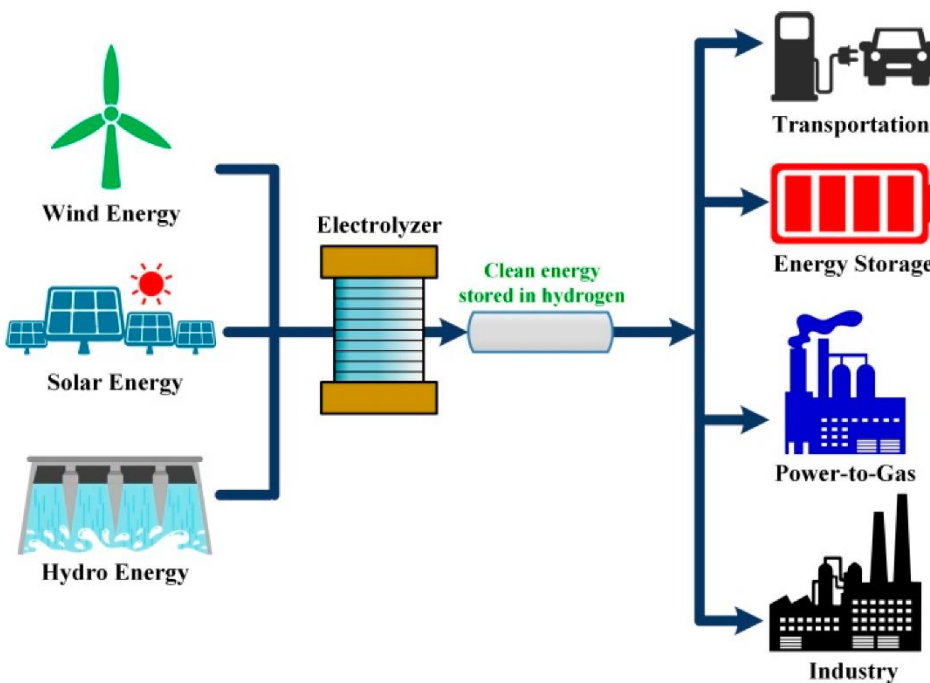 Wind Energy
Solar Energy
Hydro Energy
Electrolyzer
Clean energy
stored in hydrogen
Transportation
Energy Storage
Power-to-Gas
Industry